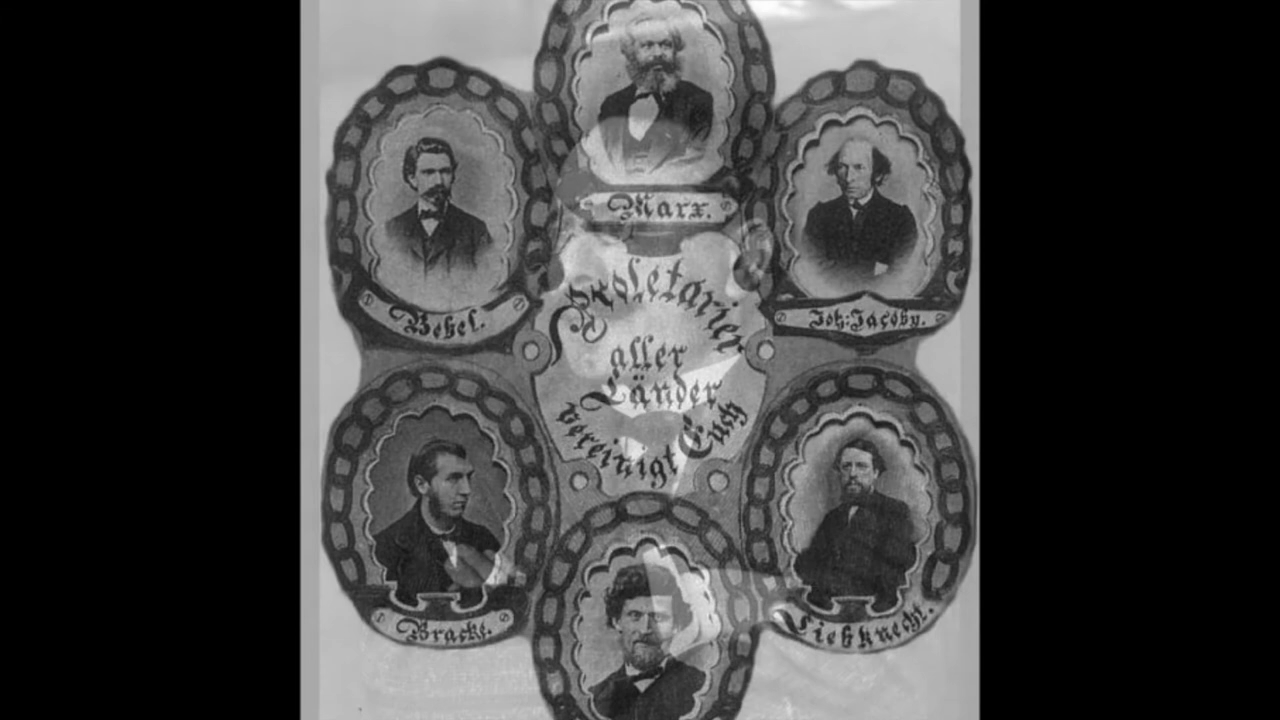 Marx.
Bebel.
Joh: Jacoby.
Proletarier
aller
Länder
vereinigt Euch
Bracke.
Liebknecht.